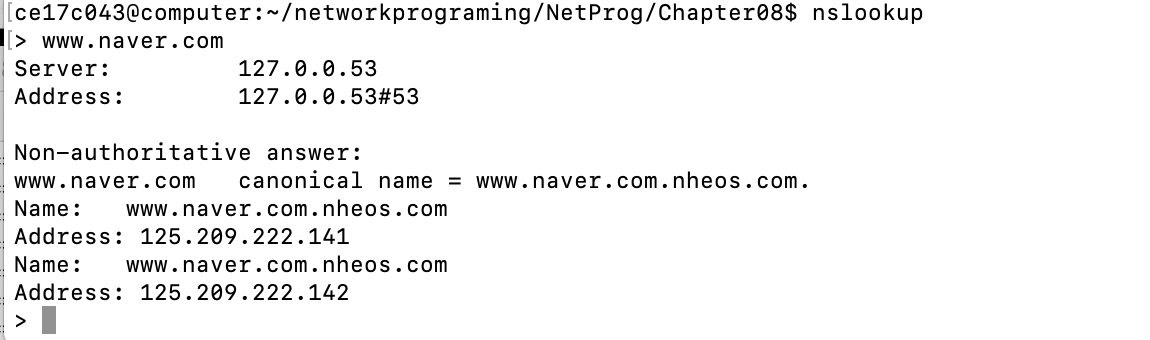 [ce17c043@computer:~/networkprograming/NetProg/Chapter08$ nslookup
[> www.naver.com
Server:         127.0.0.53
Address:        127.0.0.53#53

Non-authoritative answer:
www.naver.com   canonical name = www.naver.com.nheos.com.
Name:   www.naver.com.nheos.com
Address: 125.209.222.141
Name:   www.naver.com.nheos.com
Address: 125.209.222.142
>